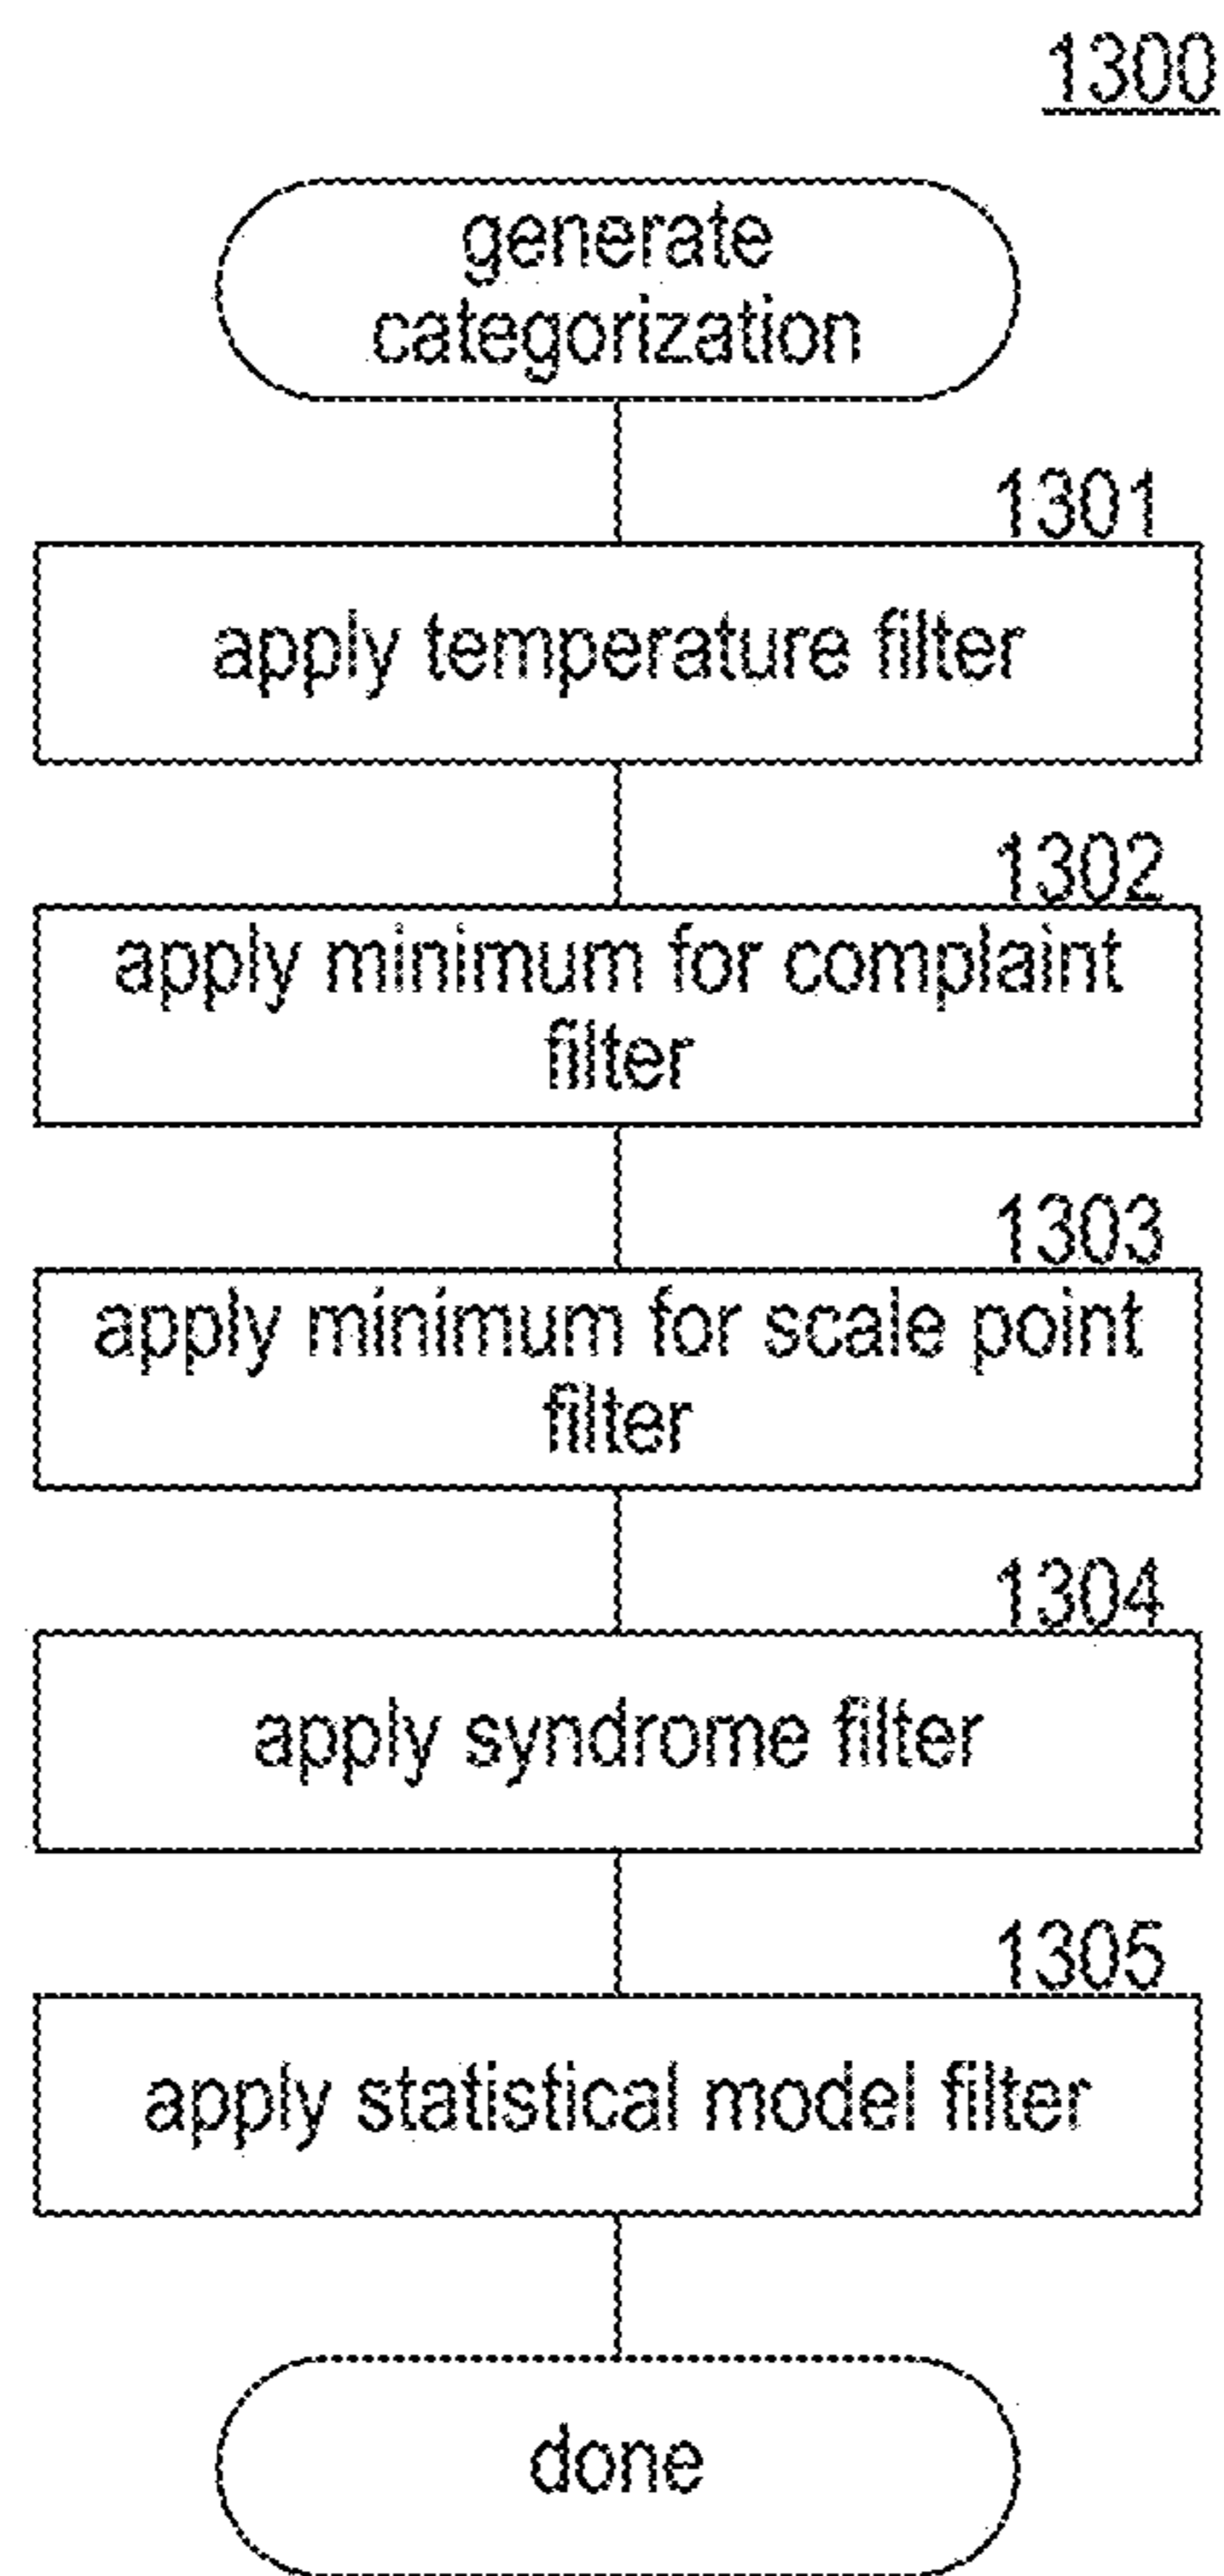 1300
generate
categorization
1301
apply temperature filter
1302
apply minimum for complaint
filter
1303
apply minimum for scale point
filter
1304
apply syndrome filter
1305
apply statistical model filter
done